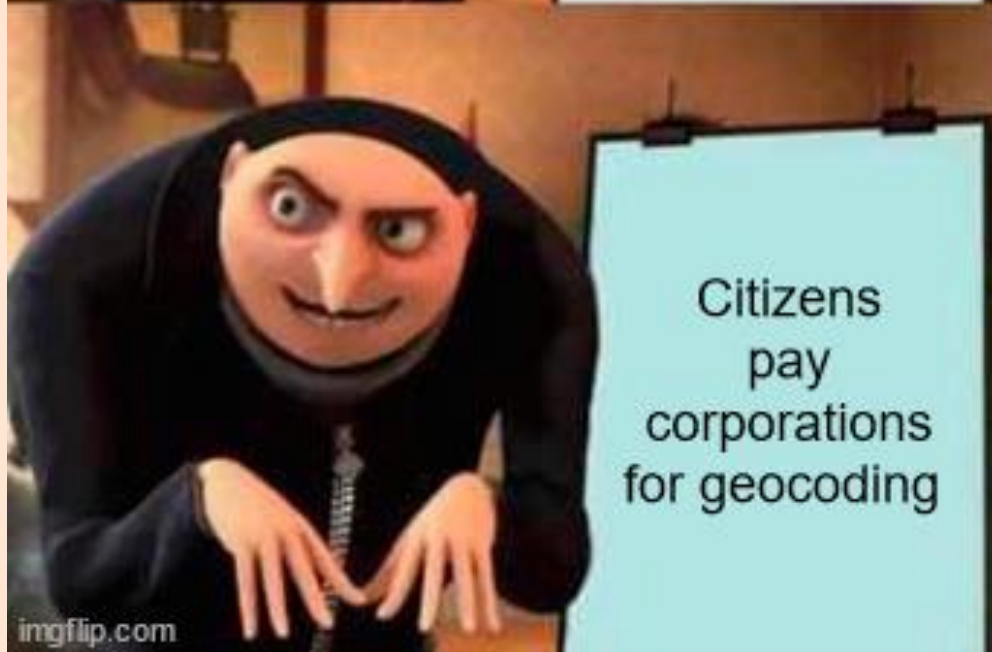 Citizens
pay
corporations
for geocoding
imgflip.com